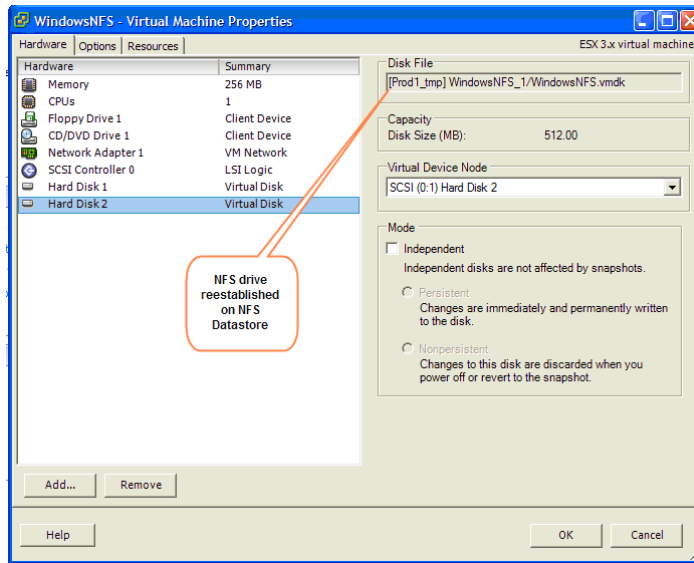 WindowsNFS - Virtual Machine Properties
Hardware Options Resources
ESX 3.x virtual machine
Hardware Summary
Memory 256 MB
CPUs 1
Floppy Drive 1 Client Device
CD/DVD Drive 1 Client Device
Network Adapter 1 VM Network
SCSI Controller 0 LSI Logic
Hard Disk 1 Virtual Disk
Hard Disk 2 Virtual Disk
NFS drive
reestablished
on NFS
Datastore
Add... Remove
Disk File
[Prod1_tmp] WindowsNFS_1/WindowsNFS.vmdk
Capacity
Disk Size (MB): 512.00
Virtual Device Node
SCSI (0:1) Hard Disk 2
Mode
Independent
Independent disks are not affected by snapshots.
Persistent
Changes are immediately and permanently written
to the disk.
Nonpersistent
Changes to this disk are discarded when you
power off or revert to the snapshot.
Help OK Cancel